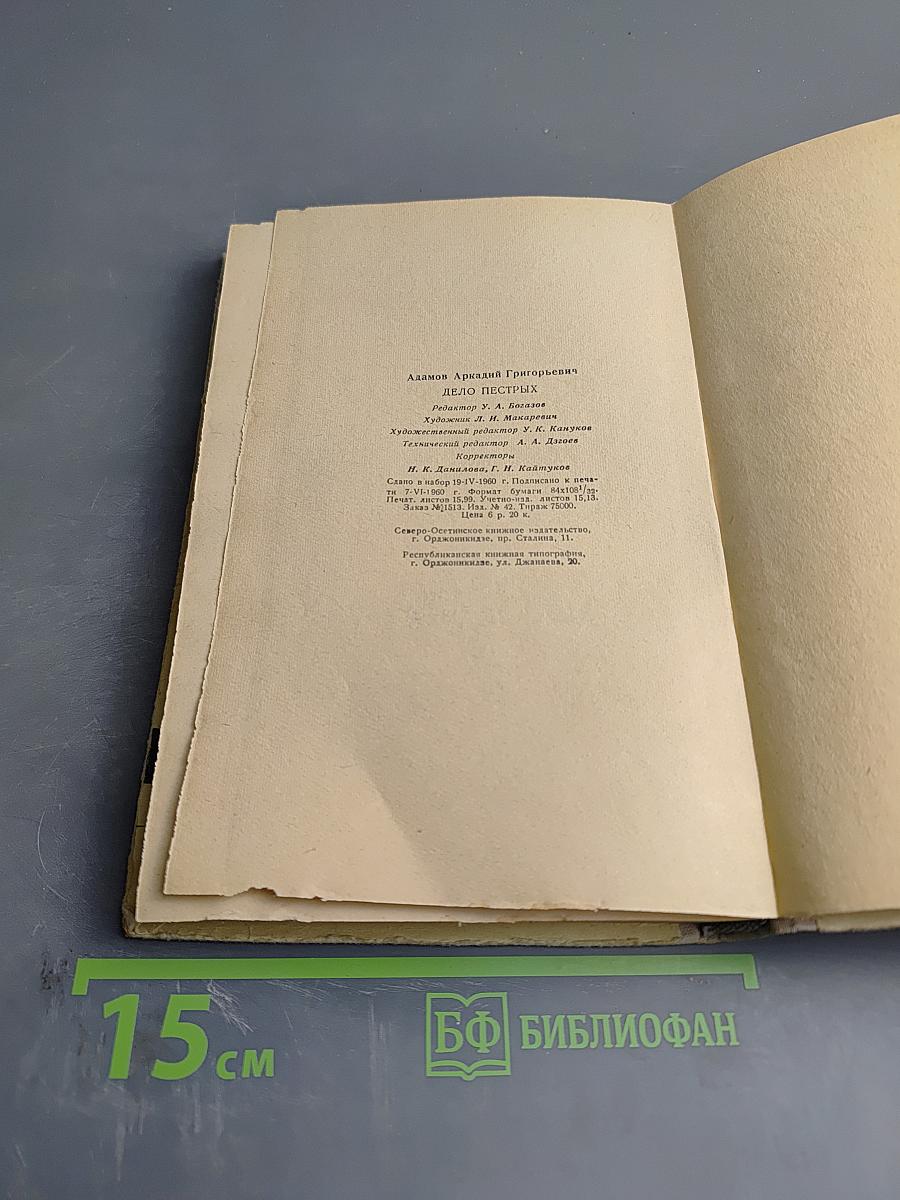 Адамов Аркадий Григорьевич
ДЕЛО ПЕСТРЫХ
Редактор У. А. Богазов
Художник Л. И. Макаревич
Художественный редактор У. К. Кануков
Технический редактор А. А. Дзгоев
Корректоры
Н. К. Данилова, Г. Н. Кайтуков
Сдано в набор 19-IV-1960 г. Подписано к печа-
ти 7-VI-1960 г. Формат бумаги 84x108¹/₃₂.
Печат. листов 15,99. Учетно-изд. листов 15,13.
Заказ № 1513. Изд. № 42. Тираж 75000.
Цена 6 р. 20 к.
Северо-Осетинское книжное издательство,
г. Орджоникидзе, пр. Сталина, 11.
Республиканская книжная типография,
г. Орджоникидзе, ул. Джанаева, 20.
15 см
БФ БИБЛИОФАН